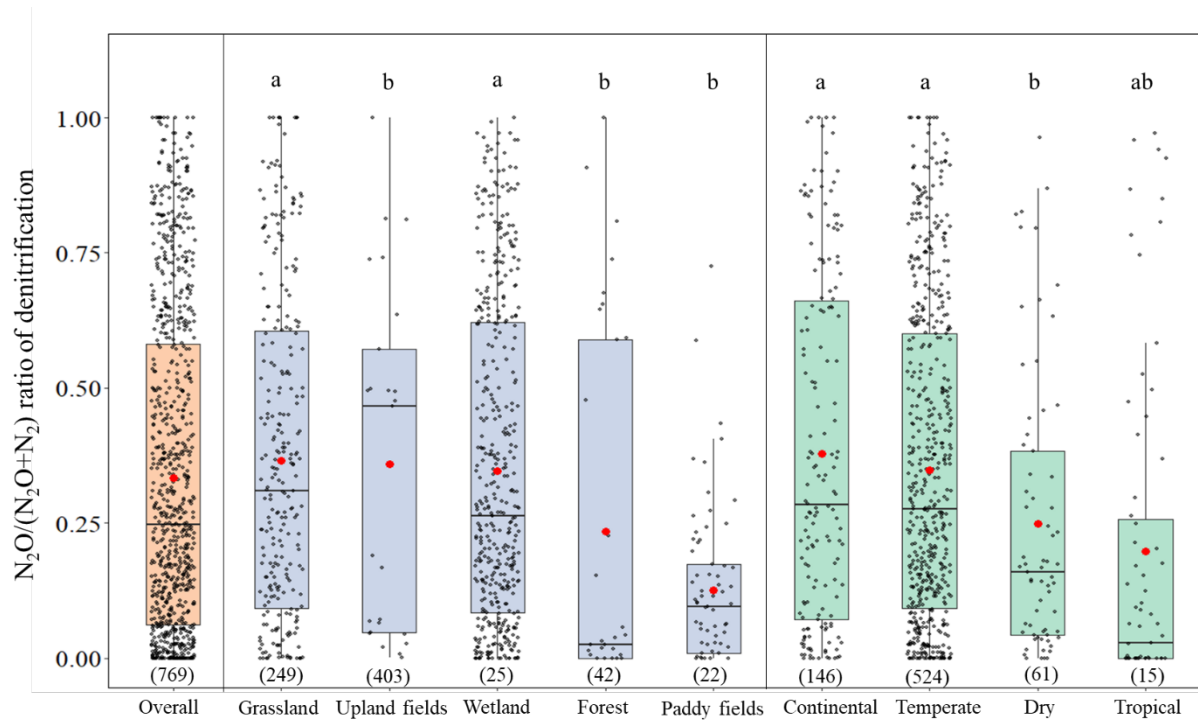 a b a b b a a b ab
1.00
0.75
0.50
0.25
0.00
N₂O/(N₂O+N₂) ratio of denitrification
(769) (249) (403) (25) (42) (22) (146) (524) (61) (15)
Overall Grassland Upland fields Wetland Forest Paddy fields Continental Temperate Dry Tropical